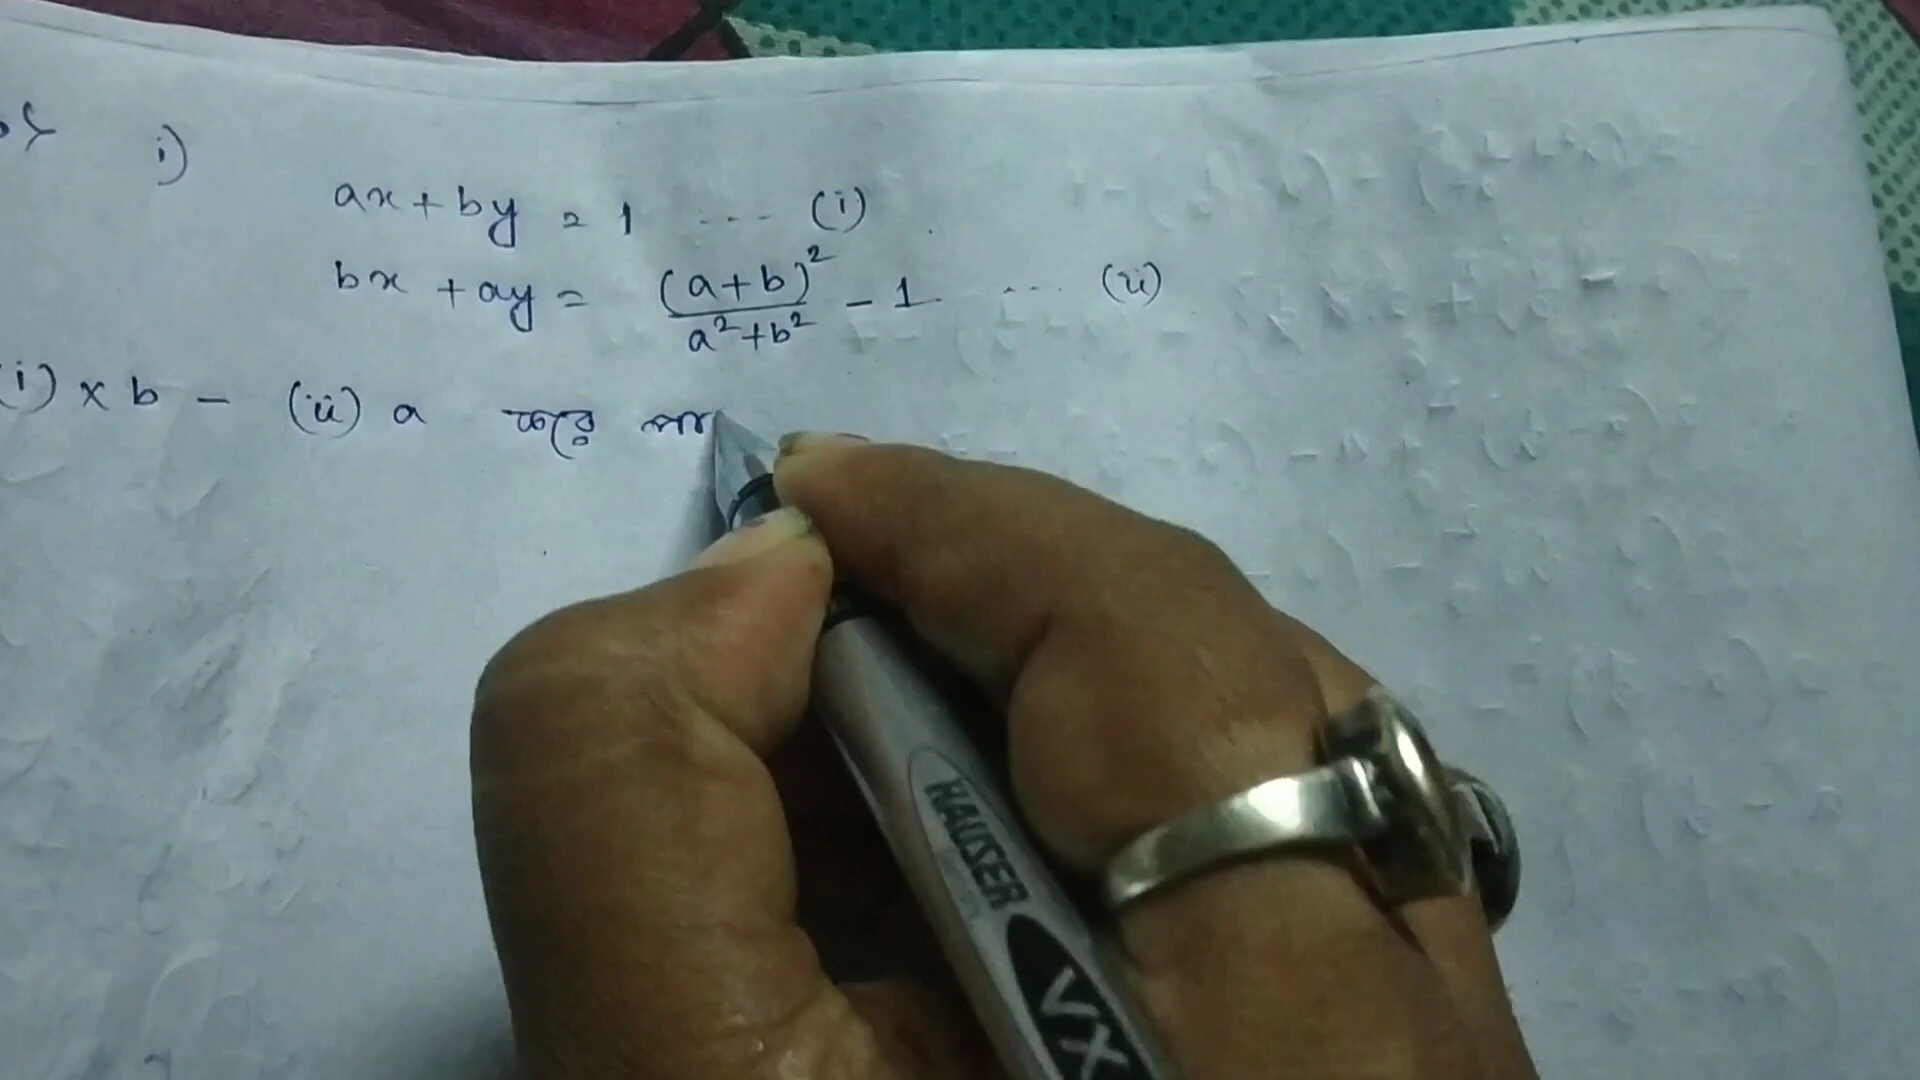 i)
ax + by = 1 --- (i)
bx + ay = (a+b)² / a²+b² - 1 --- (ii)
i) x b - (ii) a করে পা
HAUSER
VX